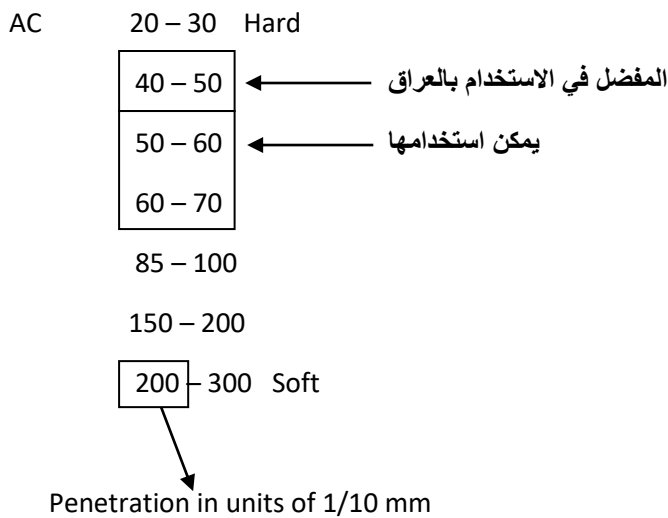 AC 20 – 30 Hard
40 – 50 المفضل في الاستخدام بالعراق
50 – 60 يمكن استخدامها
60 – 70
85 – 100
150 – 200
200 – 300 Soft
Penetration in units of 1/10 mm